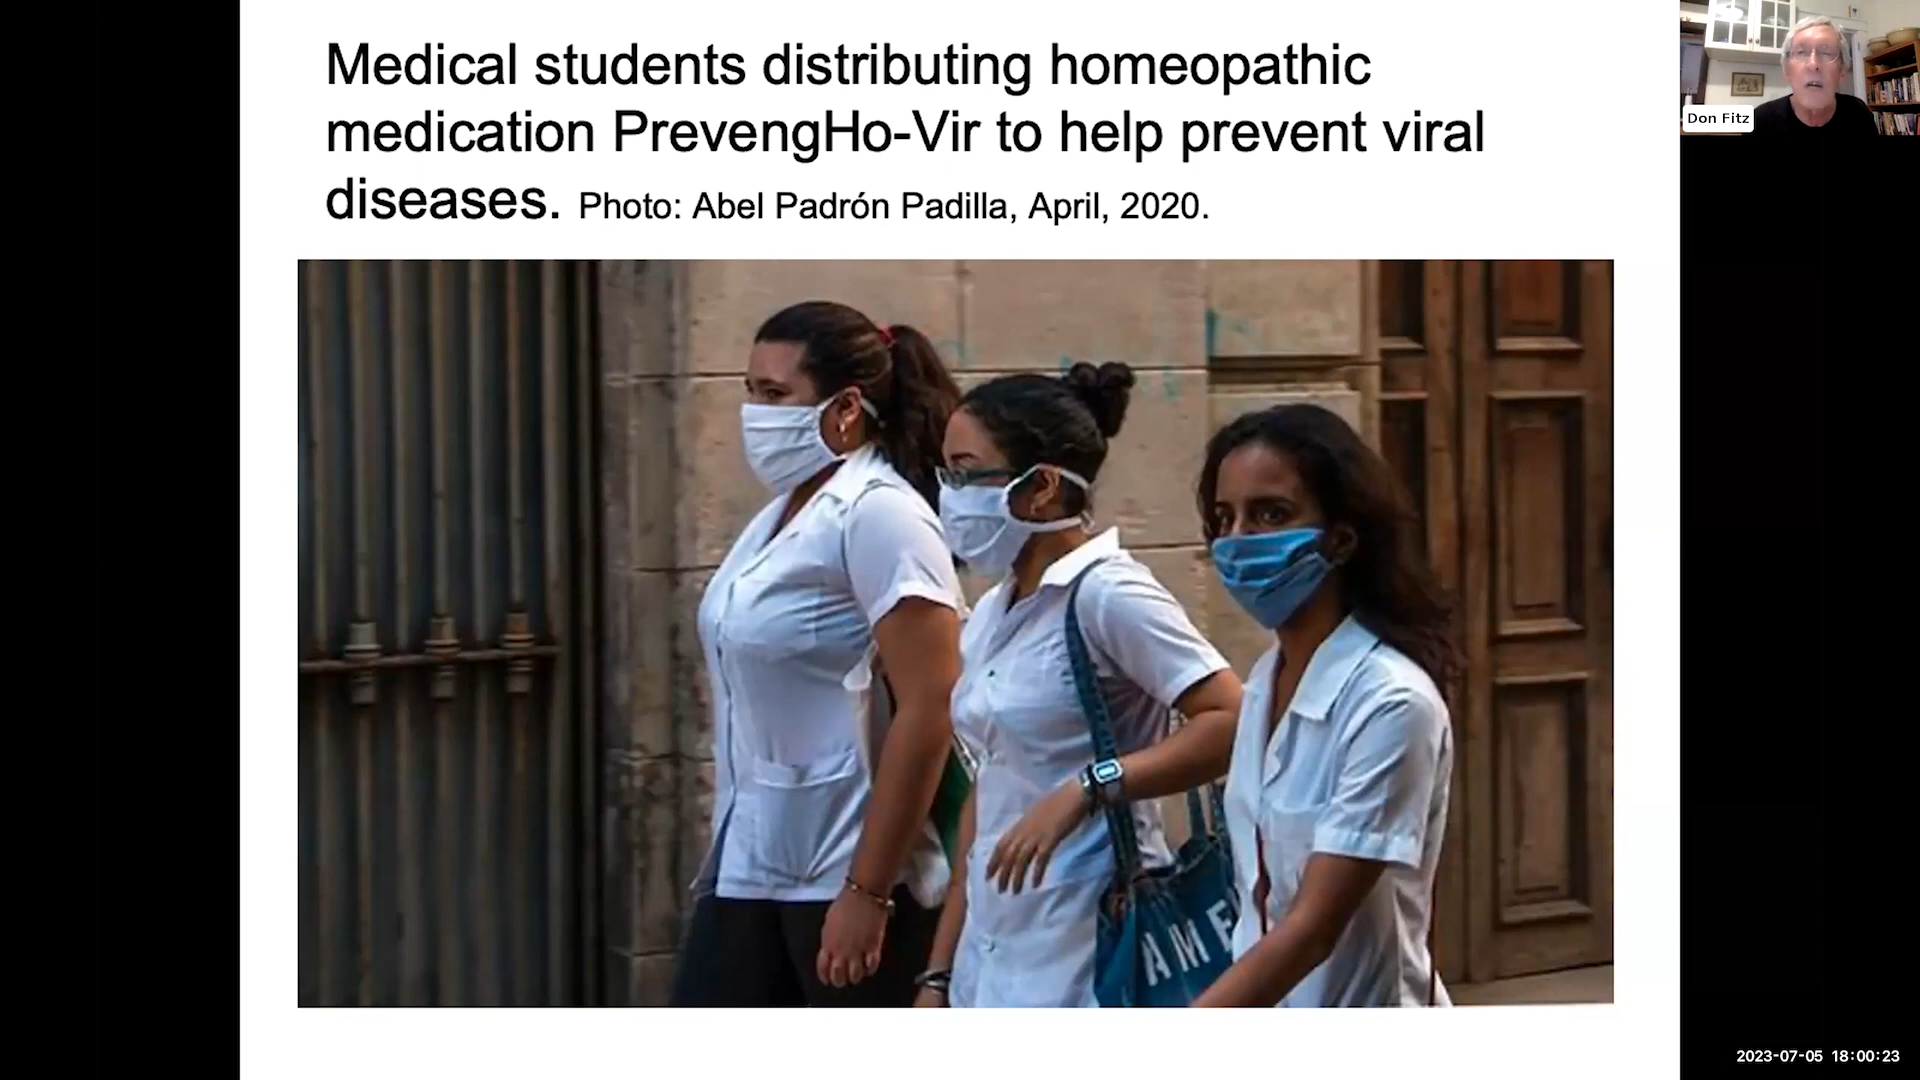 Medical students distributing homeopathic
medication PrevengHo-Vir to help prevent viral
diseases. Photo: Abel Padrón Padilla, April, 2020.
Don Fitz
AME
2023-07-05 18:00:23